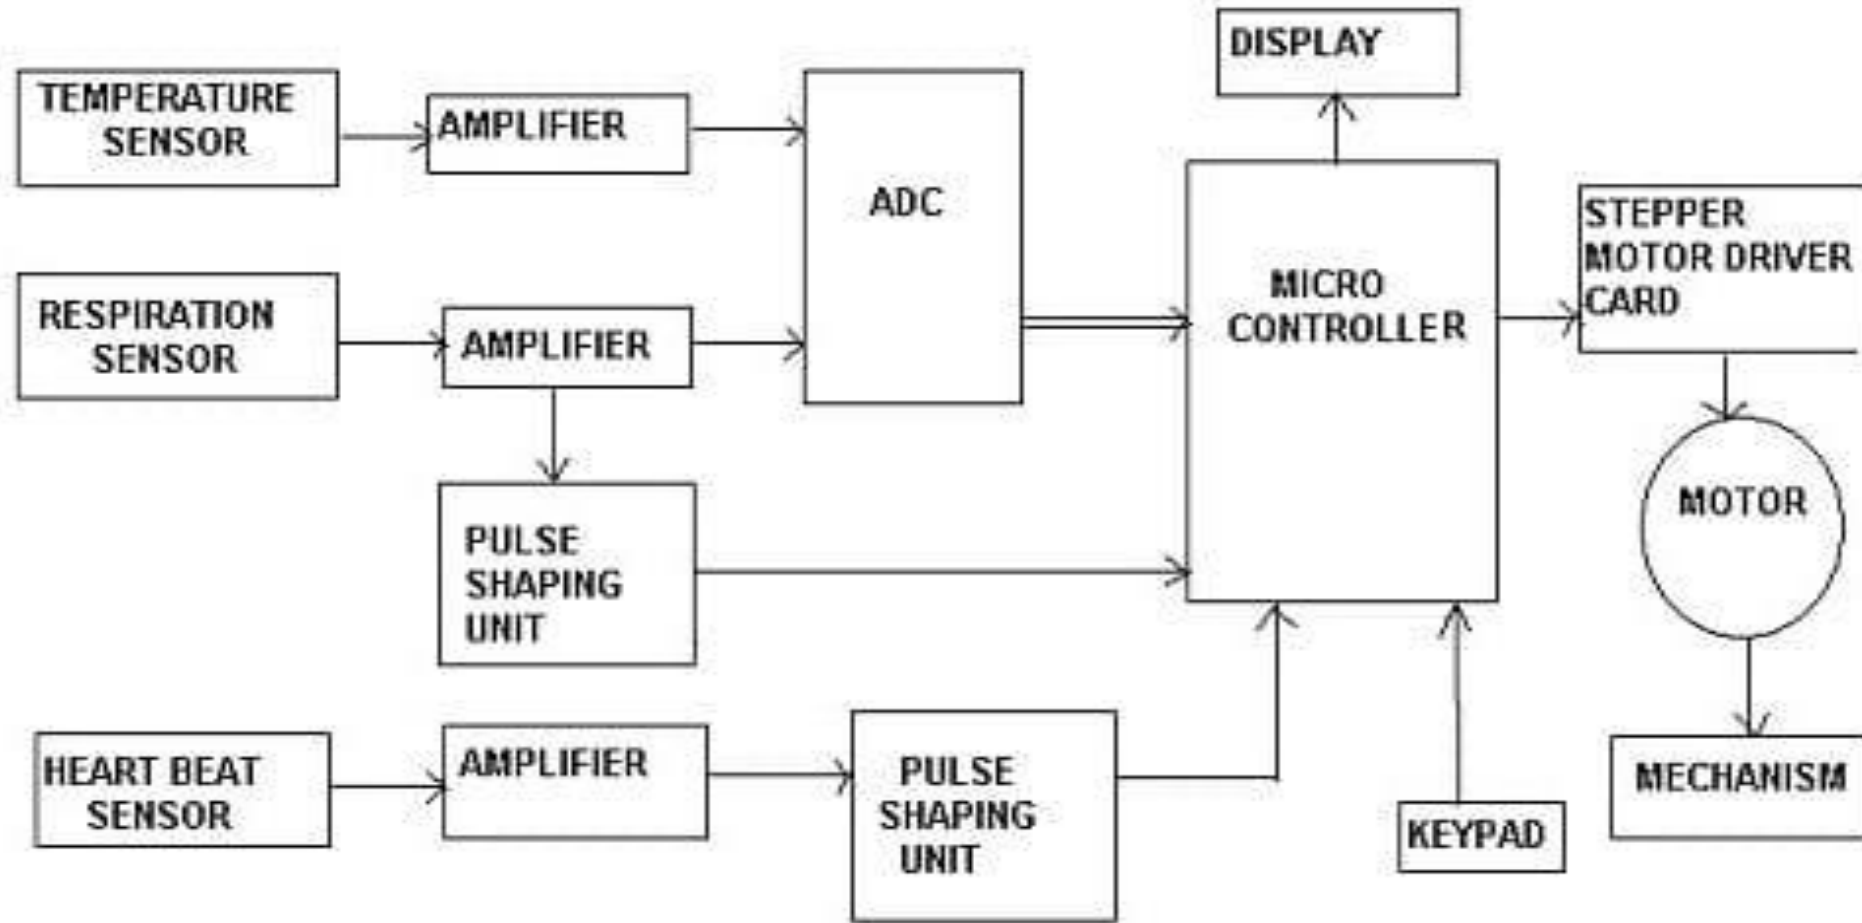 DISPLAY
TEMPERATURE
SENSOR
AMPLIFIER
ADC
STEPPER
MOTOR DRIVER
CARD
MICRO
CONTROLLER
RESPIRATION
SENSOR
AMPLIFIER
MOTOR
PULSE
SHAPING
UNIT
HEART BEAT
SENSOR
AMPLIFIER
PULSE
SHAPING
UNIT
KEYPAD
MECHANISM